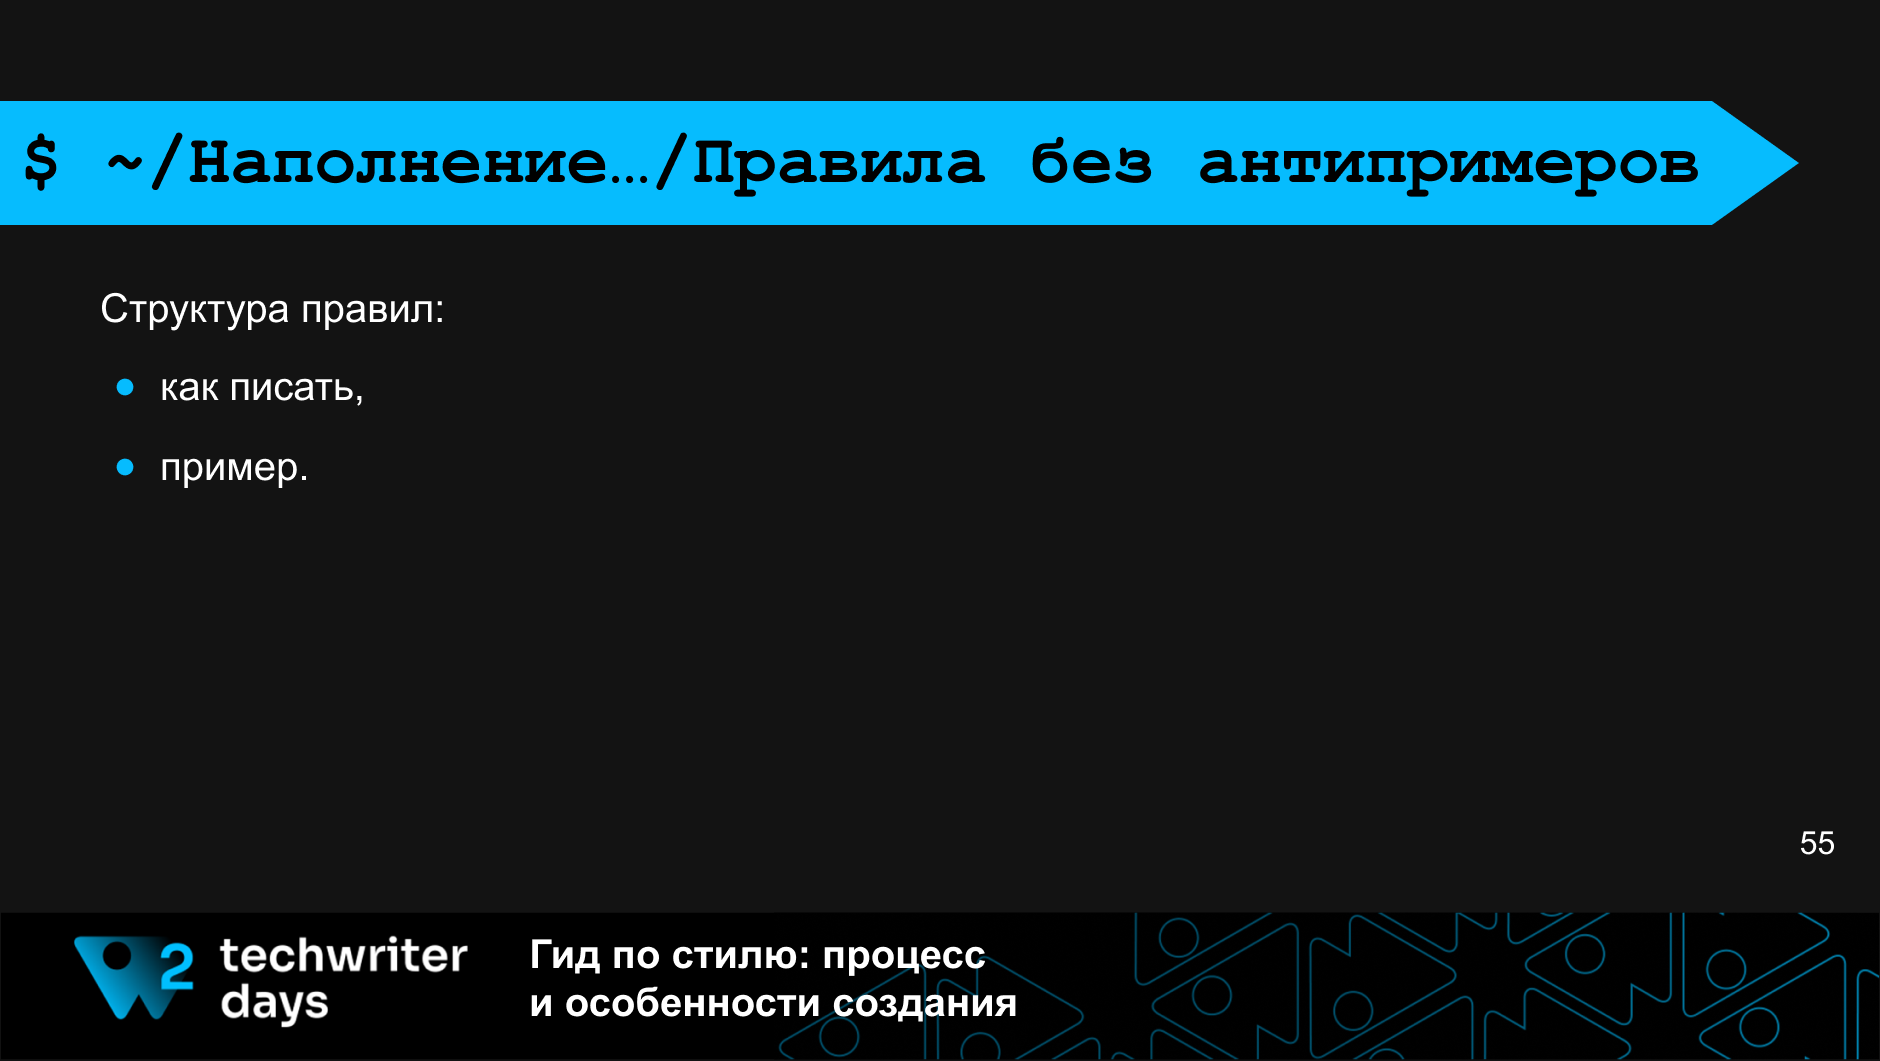 $ ~/Наполнение…/Правила без антипримеров
Структура правил:
как писать,
пример.
55
2 techwriter
days
Гид по стилю: процесс
и особенности создания